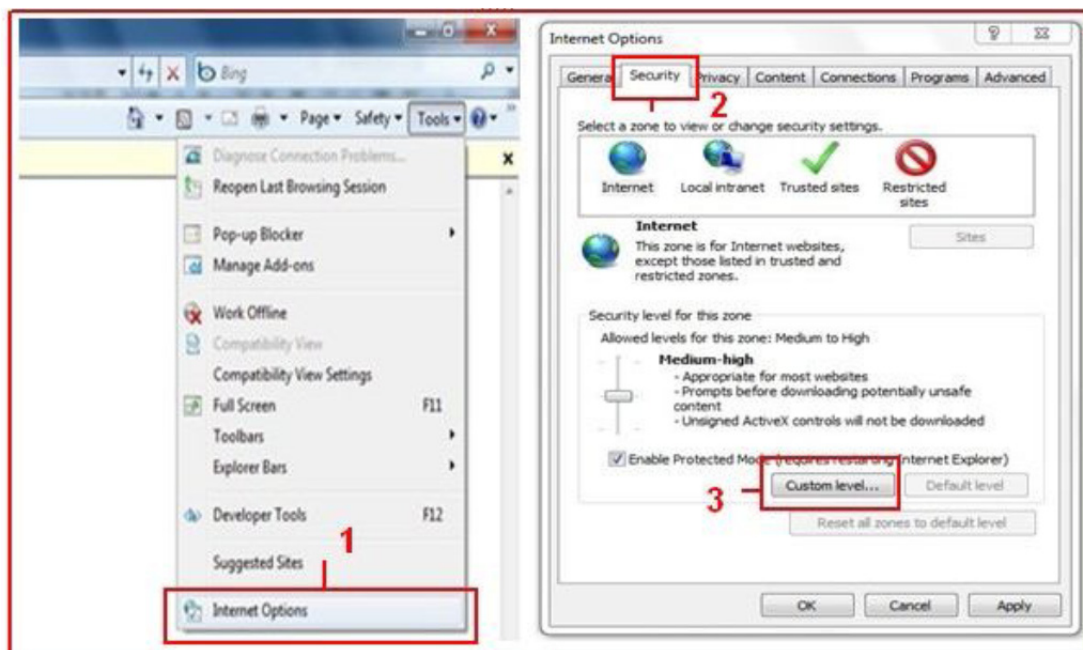 Bing
Page Safety Tools
Diagnose Connection Problems...
Reopen Last Browsing Session
Pop-up Blocker
Manage Add-ons
Work Offline
Compatibility View
Compatibility View Settings
Full Screen F11
Toolbars
Explorer Bars
Developer Tools F12
Suggested Sites
1
Internet Options
Internet Options
General Security Privacy Content Connections Programs Advanced
2
Select a zone to view or change security settings.
Internet Local intranet Trusted sites Restricted
sites
Internet
Sites
This zone is for Internet websites,
except those listed in trusted and
restricted zones.
Security level for this zone
Allowed levels for this zone: Medium to High
Medium-high
- Appropriate for most websites
- Prompts before downloading potentially unsafe
content
- Unsigned ActiveX controls will not be downloaded
Enable Protected Mode (requires restarting Internet Explorer)
3
Custom level... Default level
Reset all zones to default level
OK Cancel Apply